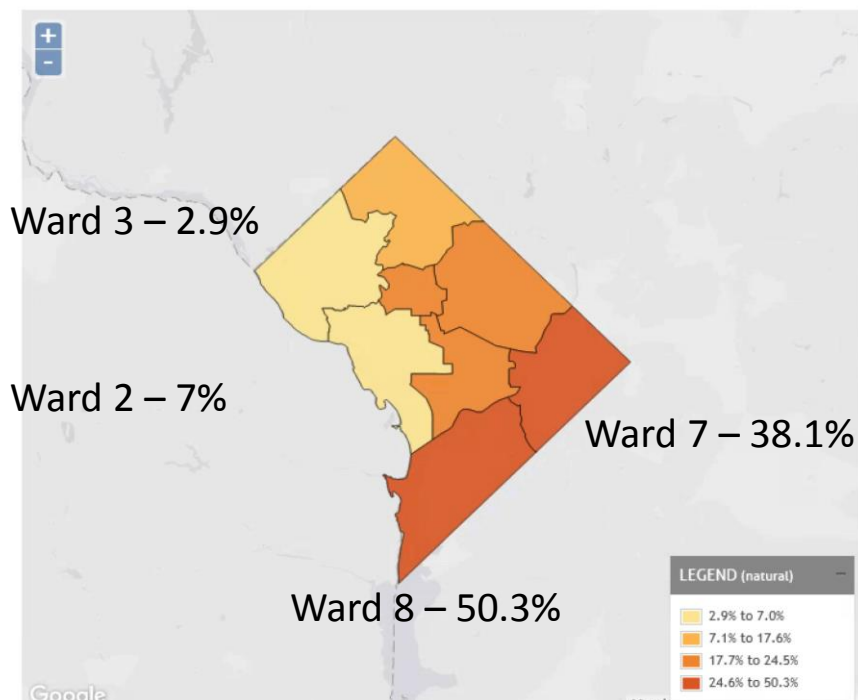 +
-
Ward 3 – 2.9%
Ward 2 – 7%
Ward 7 – 38.1%
Ward 8 – 50.3%
LEGEND (natural)
2.9% to 7.0%
7.1% to 17.6%
17.7% to 24.5%
24.6% to 50.3%
Google